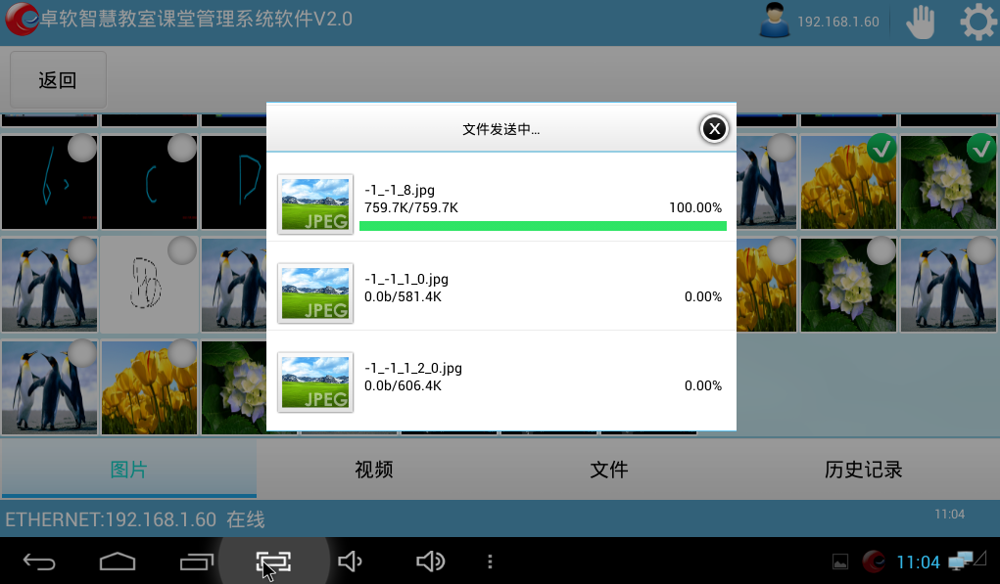 卓软智慧教室课堂管理系统软件V2.0
192.168.1.60
返回
文件发送中...
X
-1_-1_8.jpg
759.7K/759.7K
100.00%
JPEG
-1_-1_1_0.jpg
0.0b/581.4K
0.00%
JPEG
-1_-1_1_2_0.jpg
0.0b/606.4K
0.00%
JPEG
图片
视频
文件
历史记录
ETHERNET:192.168.1.60 在线
11:04
11:04